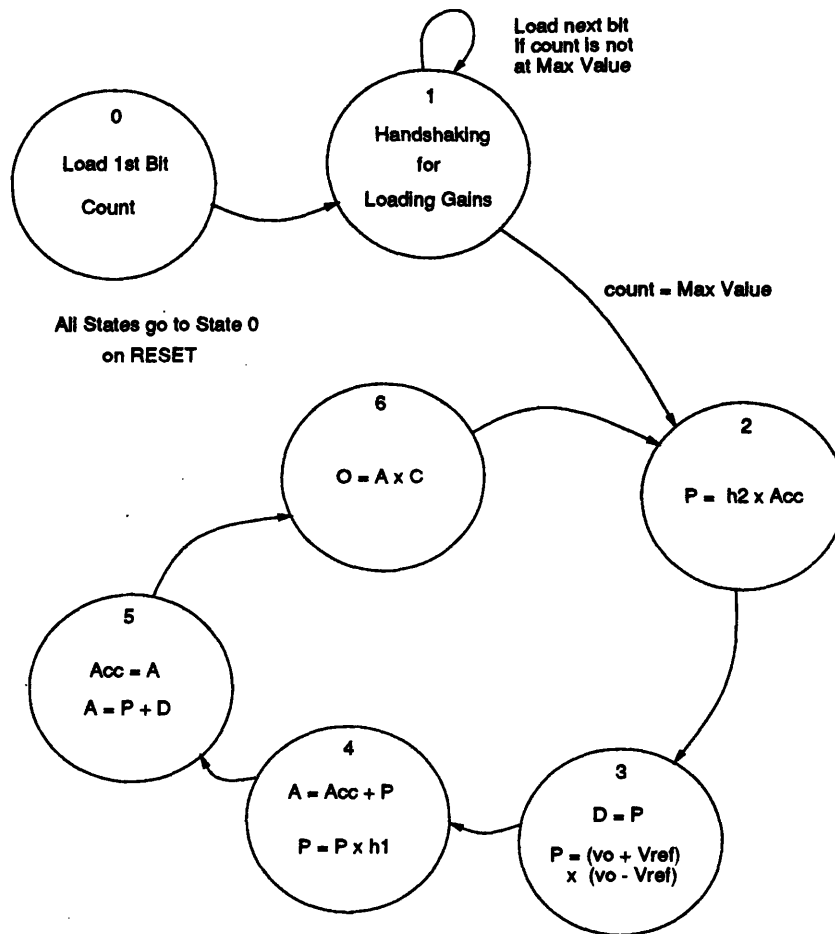 Load next bit
If count is not
at Max Value
0
Load 1st Bit
Count
1
Handshaking
for
Loading Gains
count = Max Value
All States go to State 0
on RESET
6
O = A x C
2
P = h2 x Acc
5
Acc = A
A = P + D
4
A = Acc + P
P = P x h1
3
D = P
P = (vo + Vref)
x (vo - Vref)